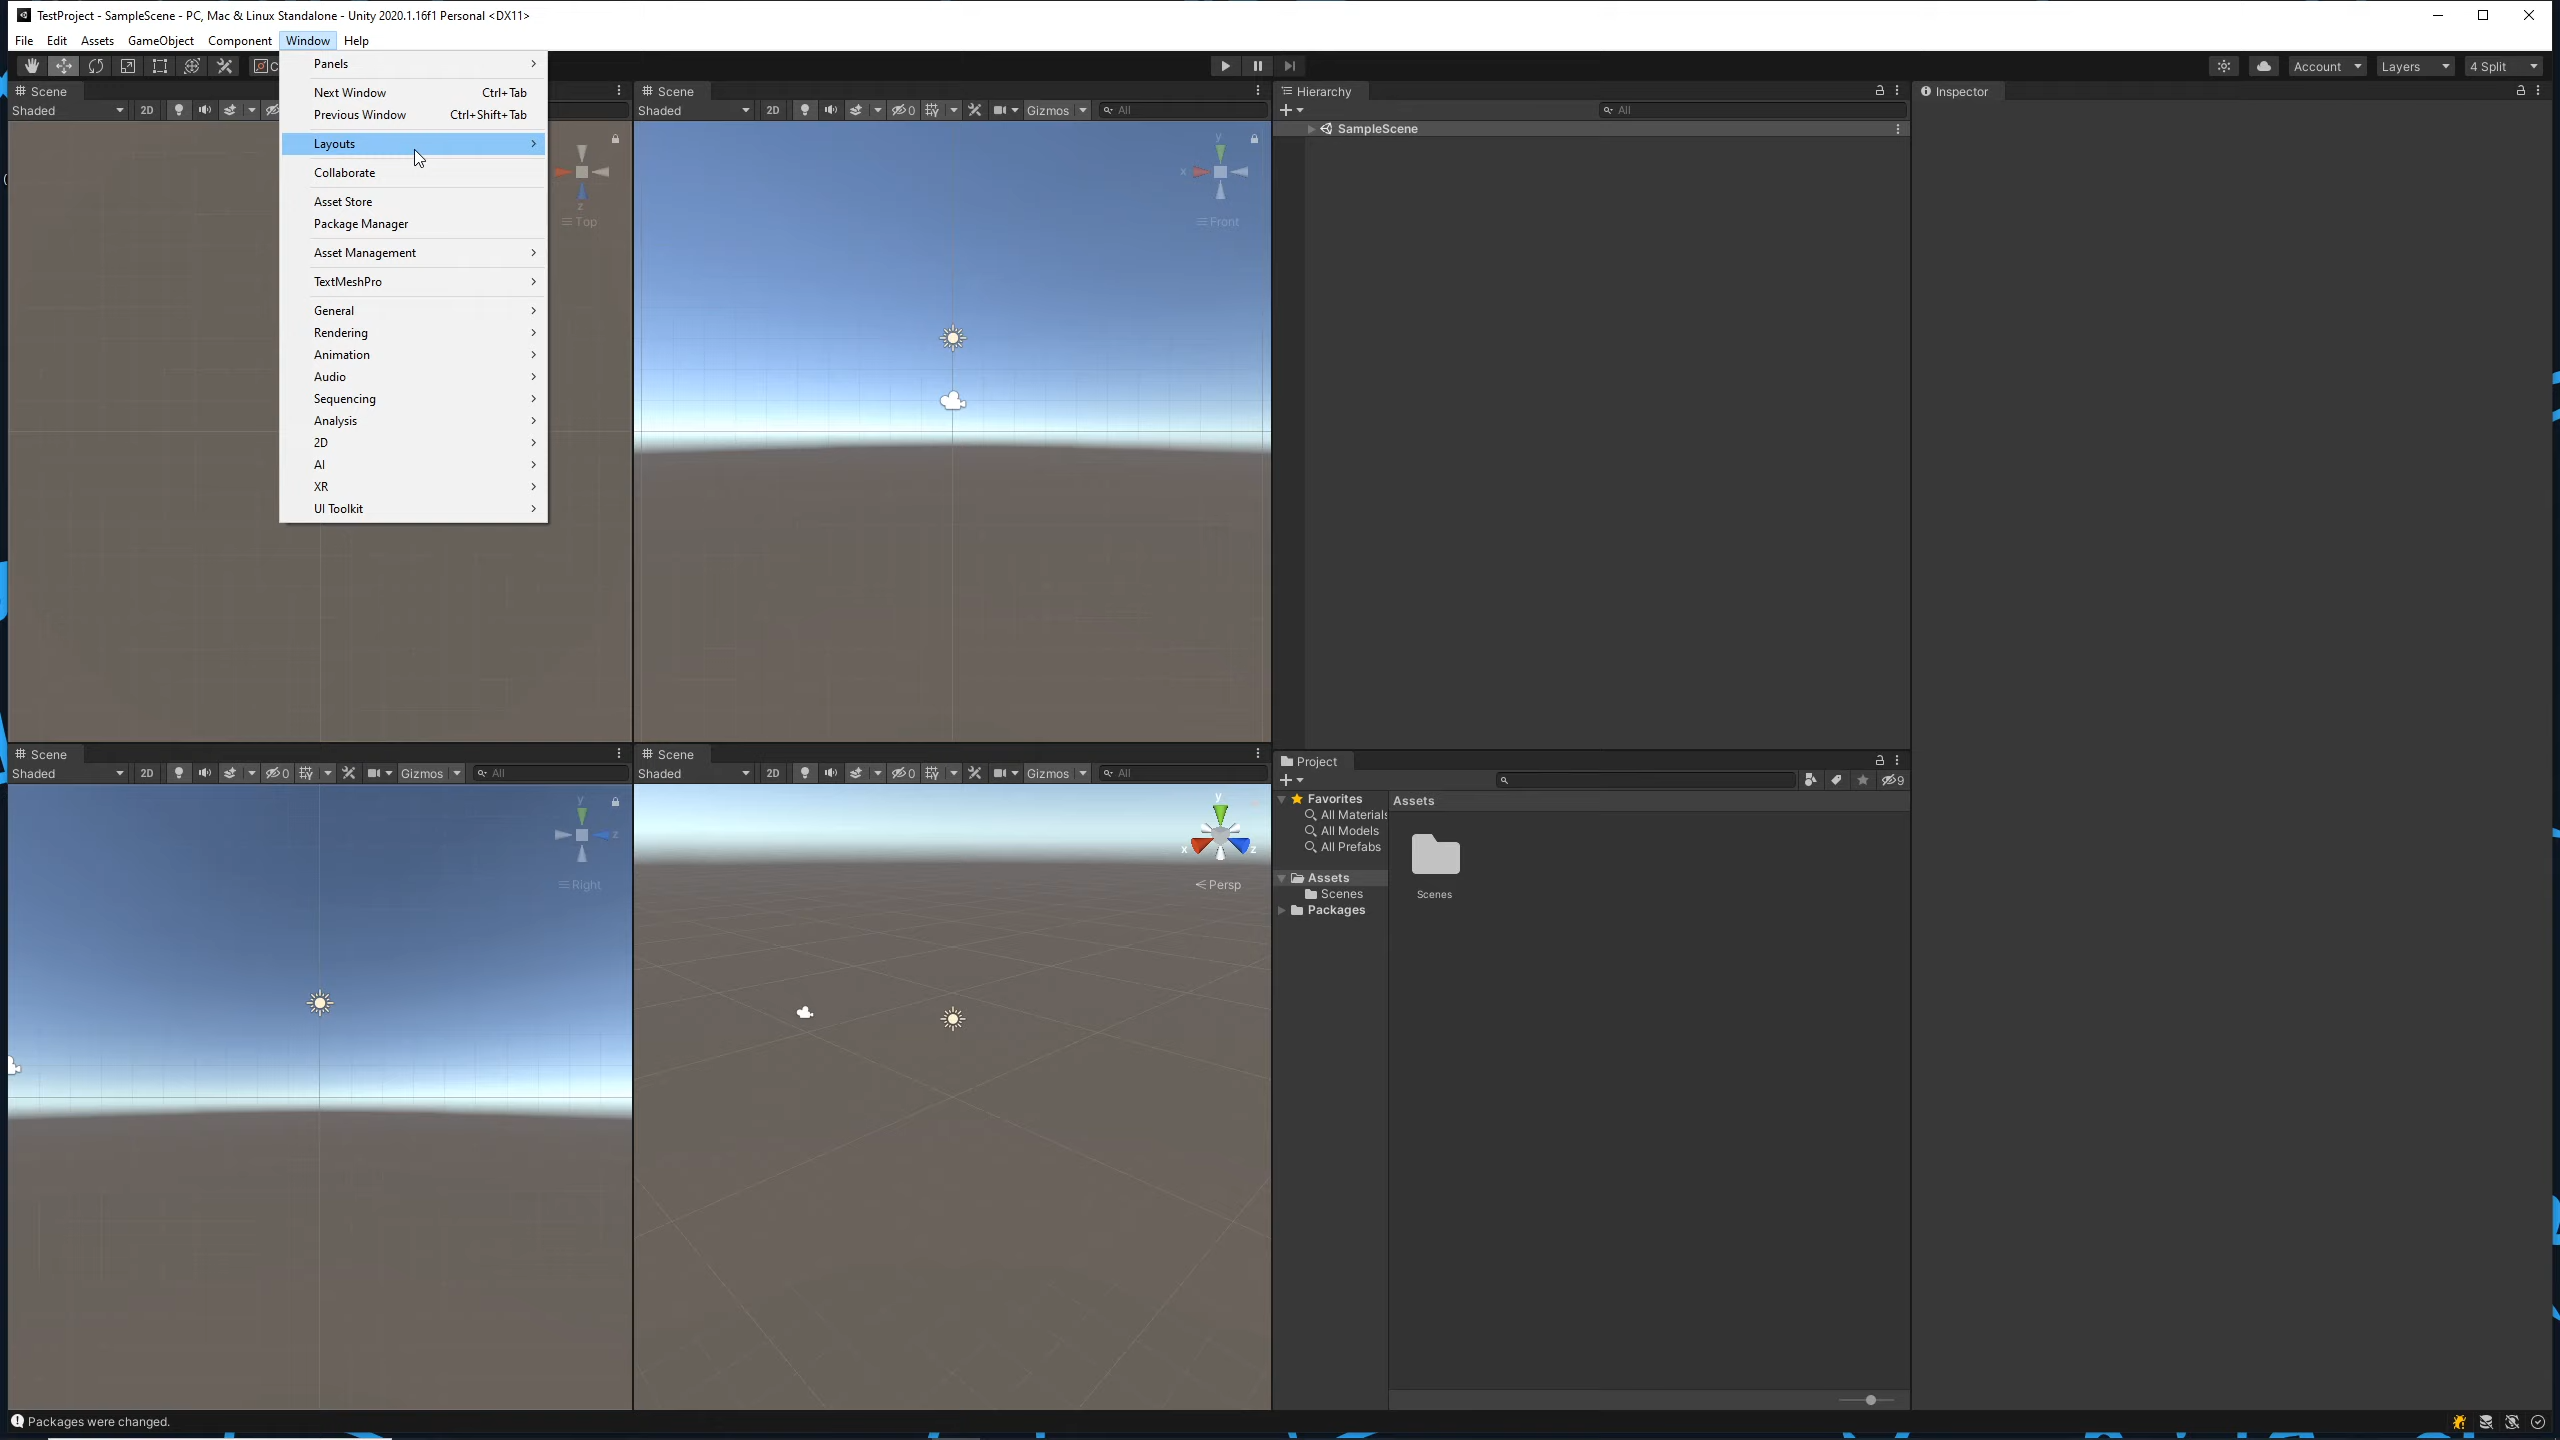 TestProject - SampleScene - PC, Mac & Linux Standalone - Unity 2020.1.16f1 Personal <DX11>
File Edit Assets GameObject Component Window Help
Account Layers 4 Split
Panels
Next Window Ctrl+Tab
Previous Window Ctrl+Shift+Tab
Layouts
Collaborate
Asset Store
Package Manager
Asset Management
TextMeshPro
General
Rendering
Animation
Audio
Sequencing
Analysis
2D
AI
XR
UI Toolkit
Scene
Shaded 2D
z
Top
Scene
Shaded 2D 0 Gizmos All
y
x
Front
Hierarchy
All
SampleScene
Inspector
Scene
Shaded 2D 0 Gizmos All
y
z
Right
Scene
Shaded 2D 0 Gizmos All
y
x z
Persp
Project
9
Favorites
All Materials
All Models
All Prefabs
Assets
Scenes
Packages
Assets
Scenes
Packages were changed.